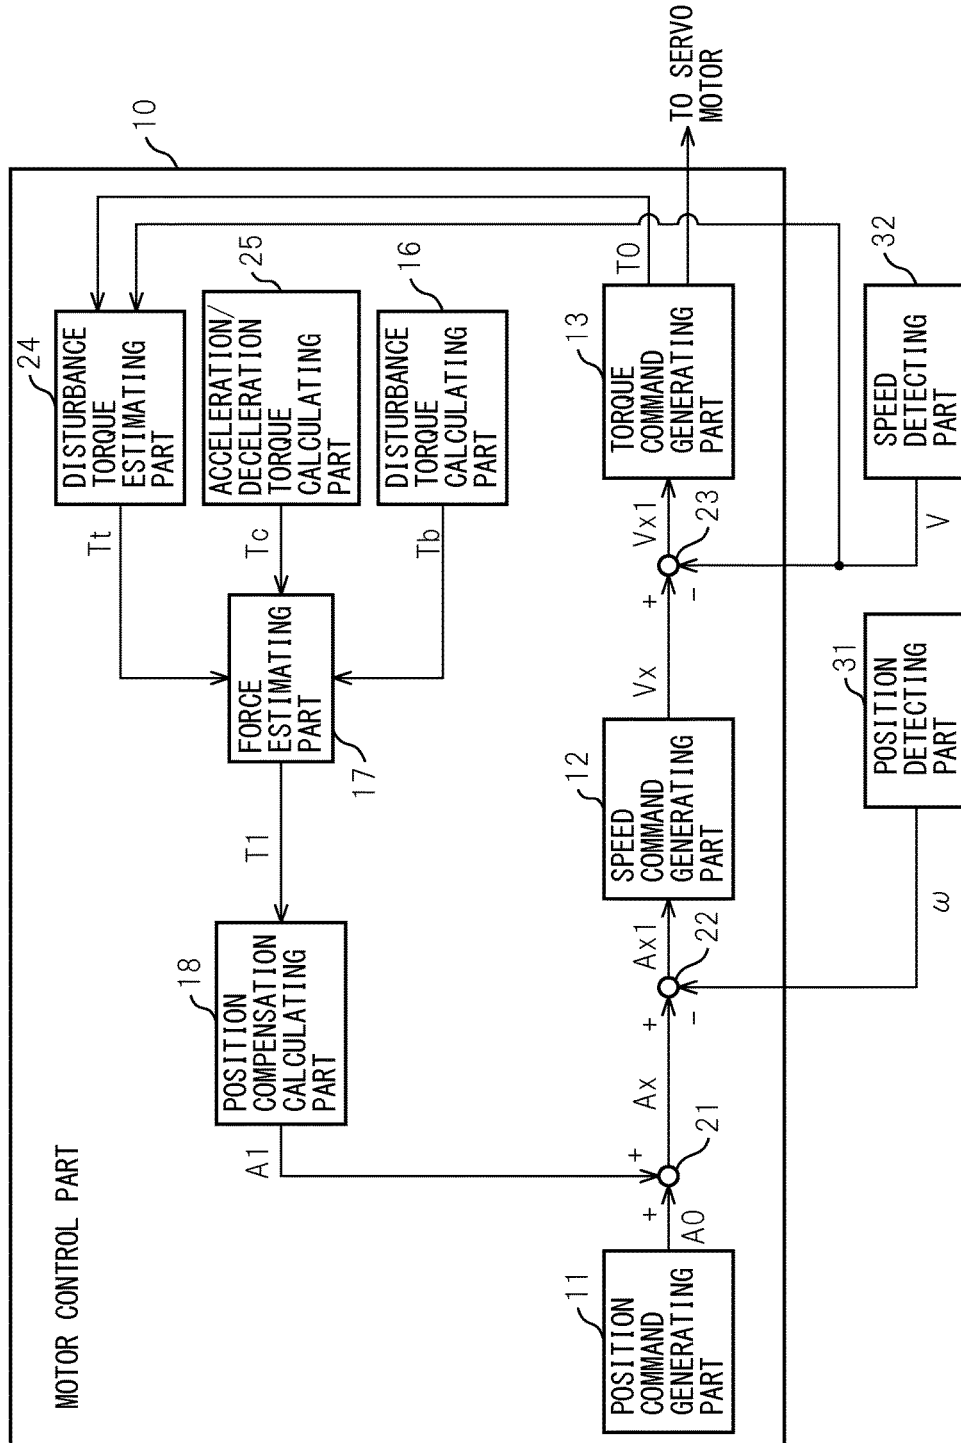 MOTOR CONTROL PART
10
24
DISTURBANCE
TORQUE
ESTIMATING
PART
25
ACCELERATION/
DECELERATION
TORQUE
CALCULATING
PART
16
DISTURBANCE
TORQUE
CALCULATING
PART
Tt
Tc
Tb
FORCE
ESTIMATING
PART
17
T1
18
POSITION
COMPENSATION
CALCULATING
PART
A1
11
POSITION
COMMAND
GENERATING
PART
+
A0
+
21
Ax
+
-
22
Ax1
12
SPEED
COMMAND
GENERATING
PART
Vx
+
-
23
Vx1
13
TORQUE
COMMAND
GENERATING
PART
T0
TO SERVO
MOTOR
31
POSITION
DETECTING
PART
ω
32
SPEED
DETECTING
PART
V